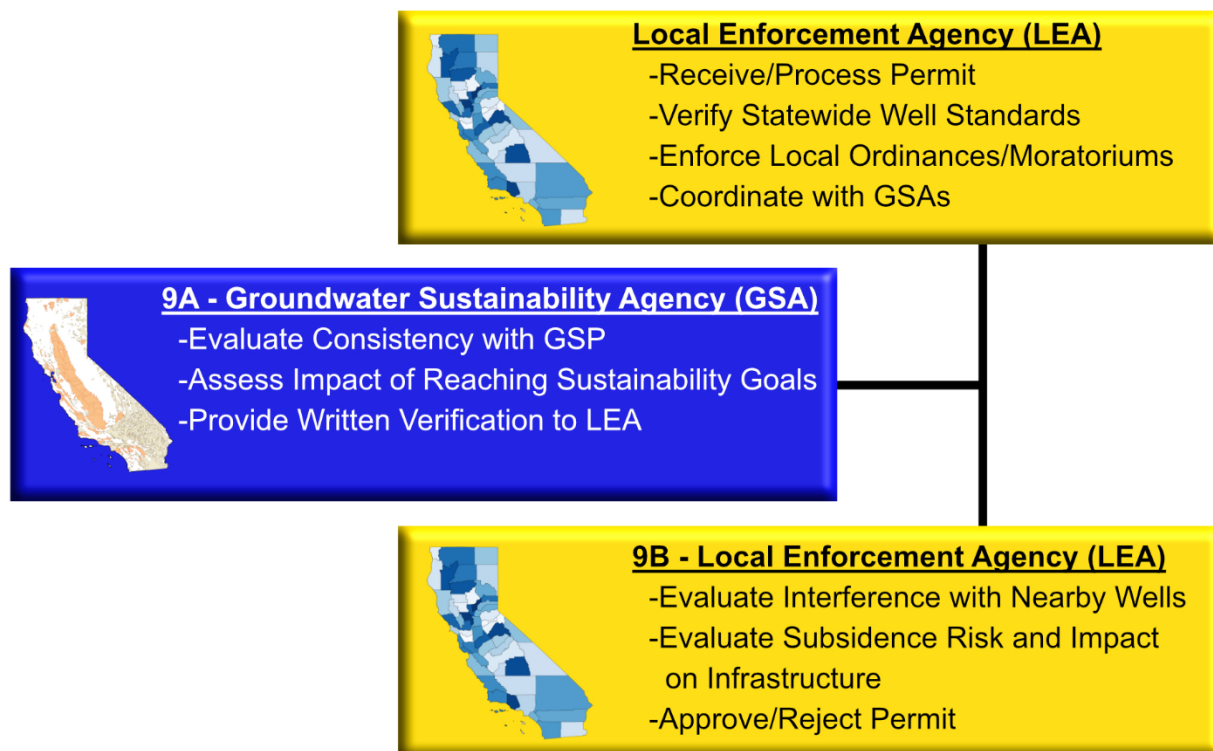 Local Enforcement Agency (LEA)
-Receive/Process Permit
-Verify Statewide Well Standards
-Enforce Local Ordinances/Moratoriums
-Coordinate with GSAs
9A - Groundwater Sustainability Agency (GSA)
-Evaluate Consistency with GSP
-Assess Impact of Reaching Sustainability Goals
-Provide Written Verification to LEA
9B - Local Enforcement Agency (LEA)
-Evaluate Interference with Nearby Wells
-Evaluate Subsidence Risk and Impact
on Infrastructure
-Approve/Reject Permit